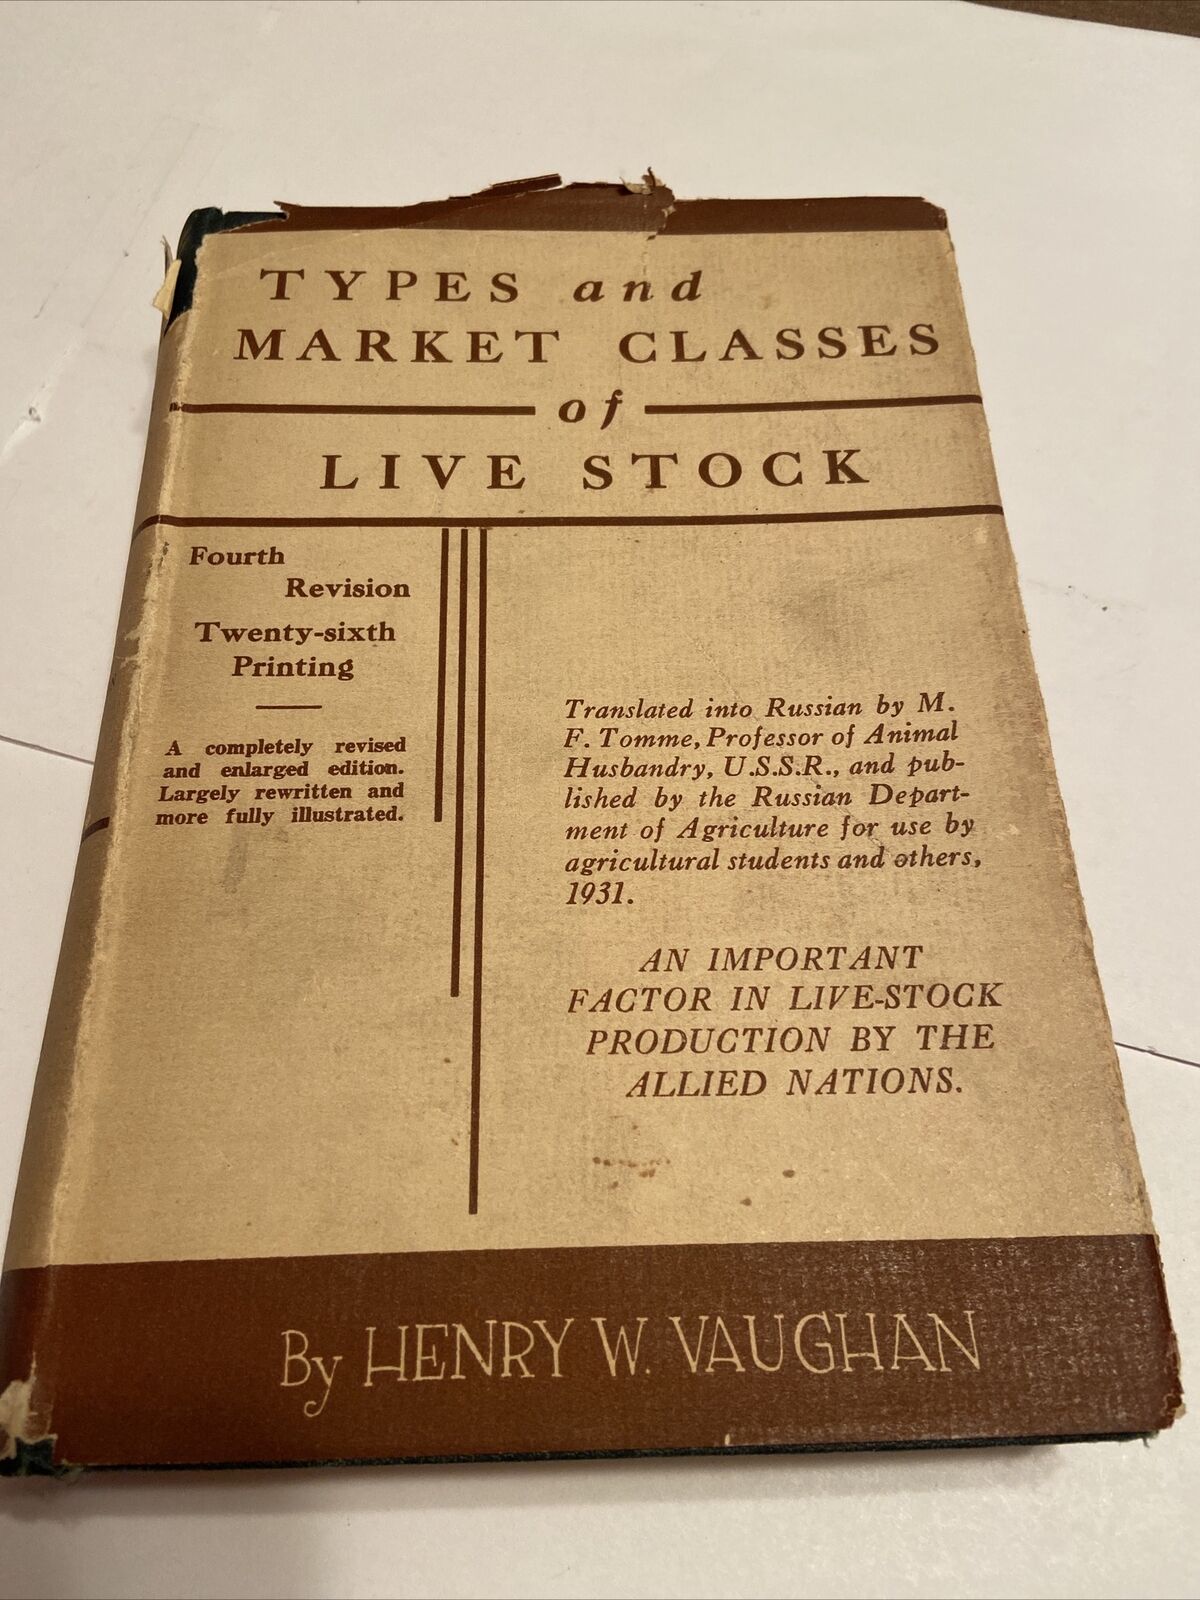 TYPES and
MARKET CLASSES
of
LIVE STOCK
Fourth
Revision
Twenty-sixth
Printing
A completely revised
and enlarged edition.
Largely rewritten and
more fully illustrated.
Translated into Russian by M.
F. Tomme, Professor of Animal
Husbandry, U.S.S.R., and pub-
lished by the Russian Depart-
ment of Agriculture for use by
agricultural students and others,
1931.
AN IMPORTANT
FACTOR IN LIVE-STOCK
PRODUCTION BY THE
ALLIED NATIONS.
By HENRY W. VAUGHAN